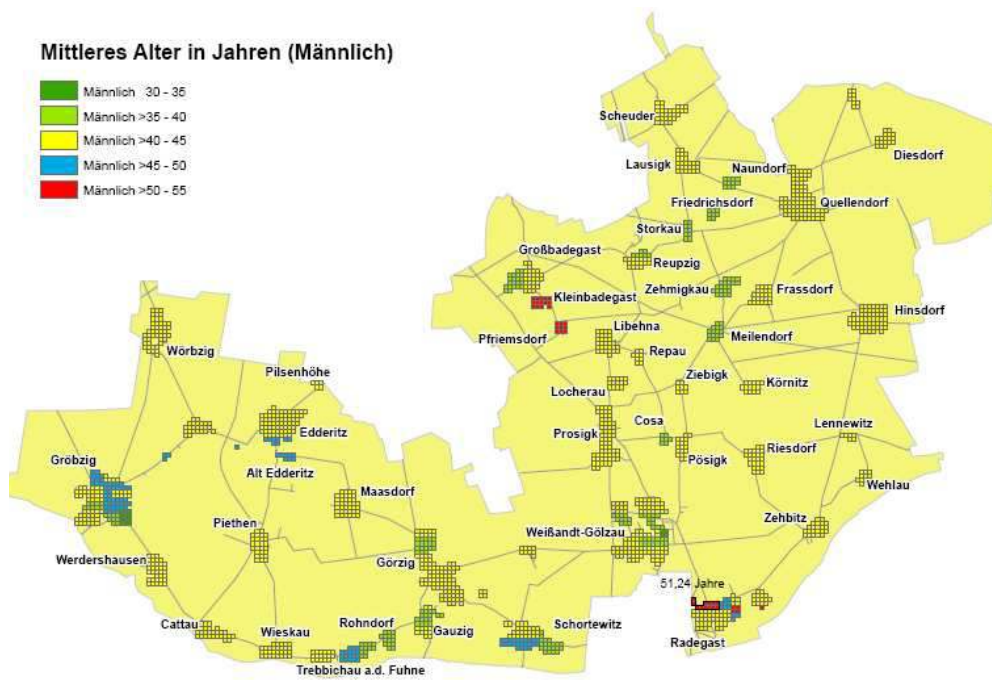 Mittleres Alter in Jahren (Männlich)
Männlich 30 - 35
Männlich >35 - 40
Männlich >40 - 45
Männlich >45 - 50
Männlich >50 - 55
Scheuder
Diesdorf
Lausigk
Naundorf
Friedrichsdorf
Quellendorf
Storkau
Großbadegast
Reupzig
Zehmigkau
Frassdorf
Kleinbadegast
Hinsdorf
Libehna
Pfriemsdorf
Meilendorf
Wörbzig
Repau
Pilsenhöhe
Ziebigk
Körnitz
Locherau
Cosa
Lennewitz
Edderitz
Prosigk
Riesdorf
Gröbzig
Pösigk
Alt Edderitz
Wehlau
Maasdorf
Zehbitz
Piethen
Weißandt-Gölzau
Werdershausen
Görzig
51,24 Jahre
Cattau
Rohndorf
Schortewitz
Wieskau
Gauzig
Radegast
Trebbichau a.d. Fuhne